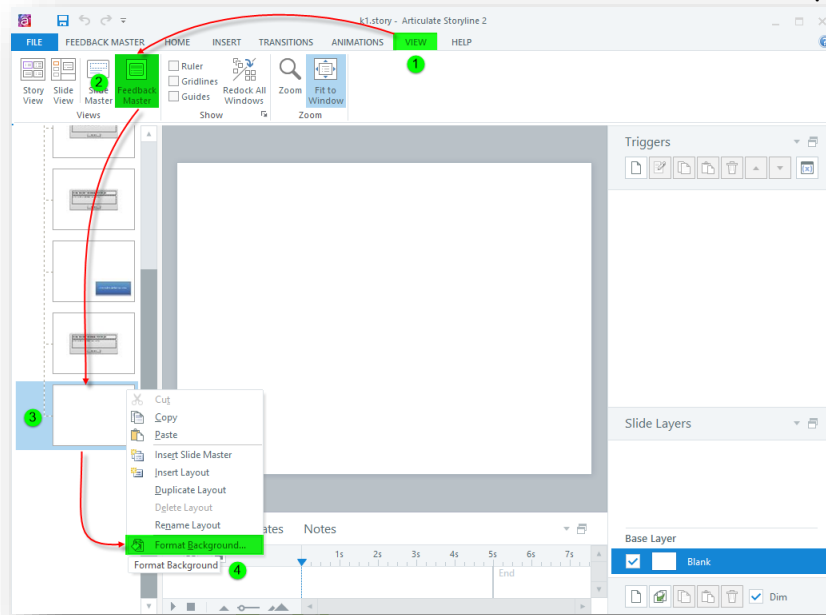 k1.story - Articulate Storyline 2
FILE FEEDBACK MASTER HOME INSERT TRANSITIONS ANIMATIONS VIEW HELP
1
Story View
Slide View
2
Slide Master
Feedback Master
Views
Ruler
Gridlines
Guides
Redock All Windows
Show
Zoom
Fit to Window
Zoom
Triggers
3
Cut
Copy
Paste
Insert Slide Master
Insert Layout
Duplicate Layout
Delete Layout
Rename Layout
Format Background...
Format Background
4
ates Notes
1s 2s 3s 4s 5s 6s 7s
End
Slide Layers
Base Layer
Blank
Dim